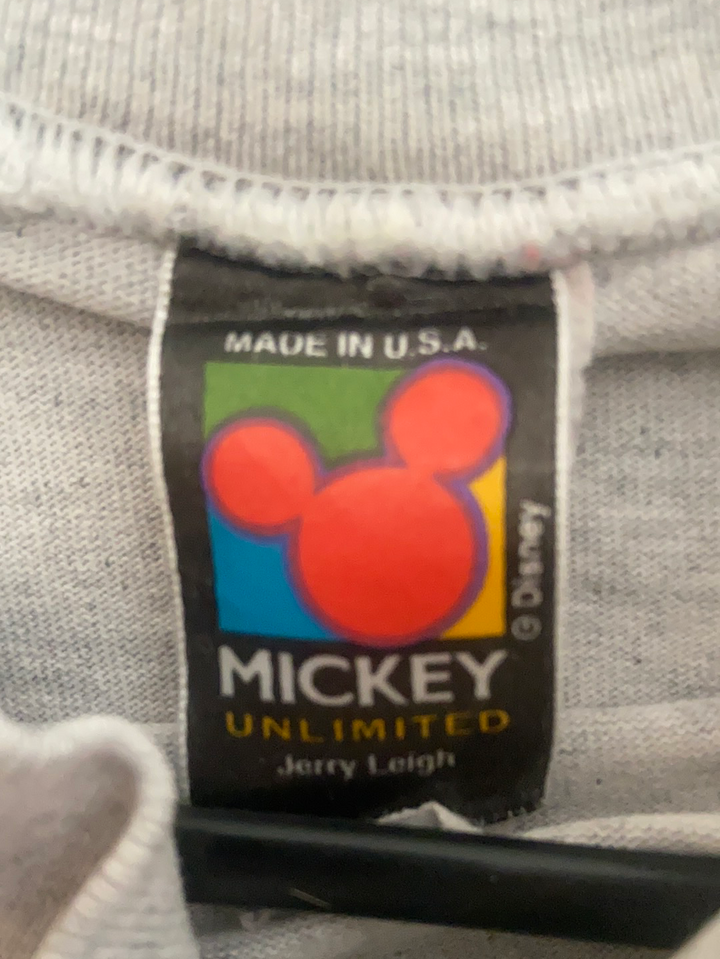 MADE IN U.S.A.
© Disney
MICKEY
UNLIMITED
Jerry Leigh